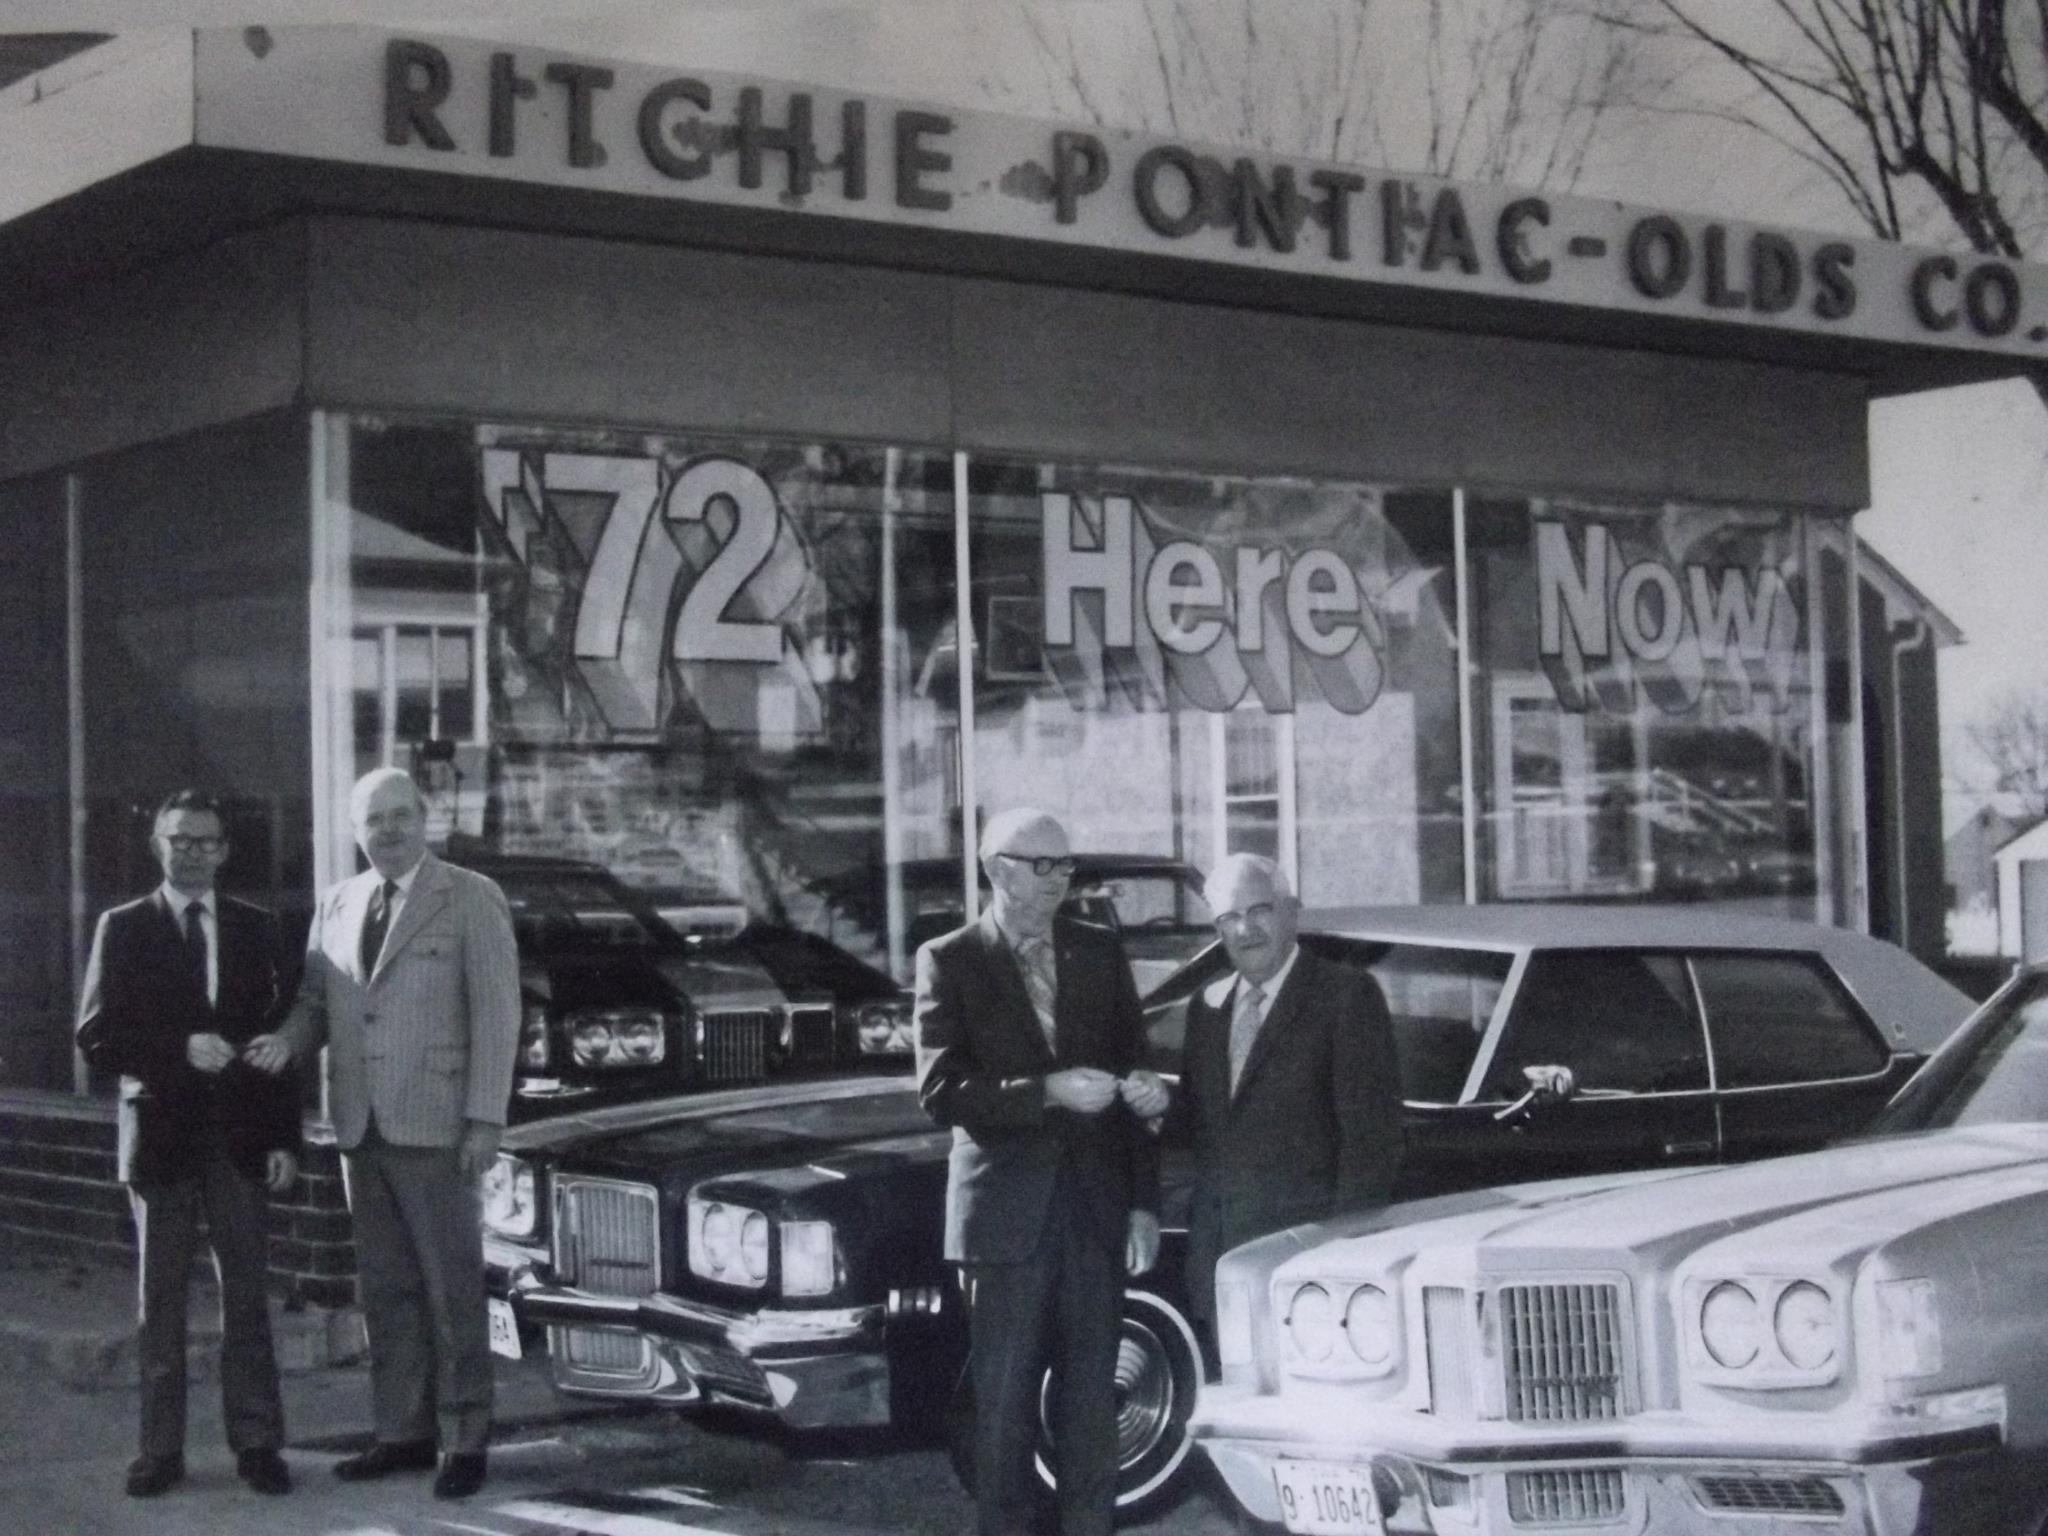 RITCHIE PONTIAC-OLDS CO.
'72 Here Now
9·10642